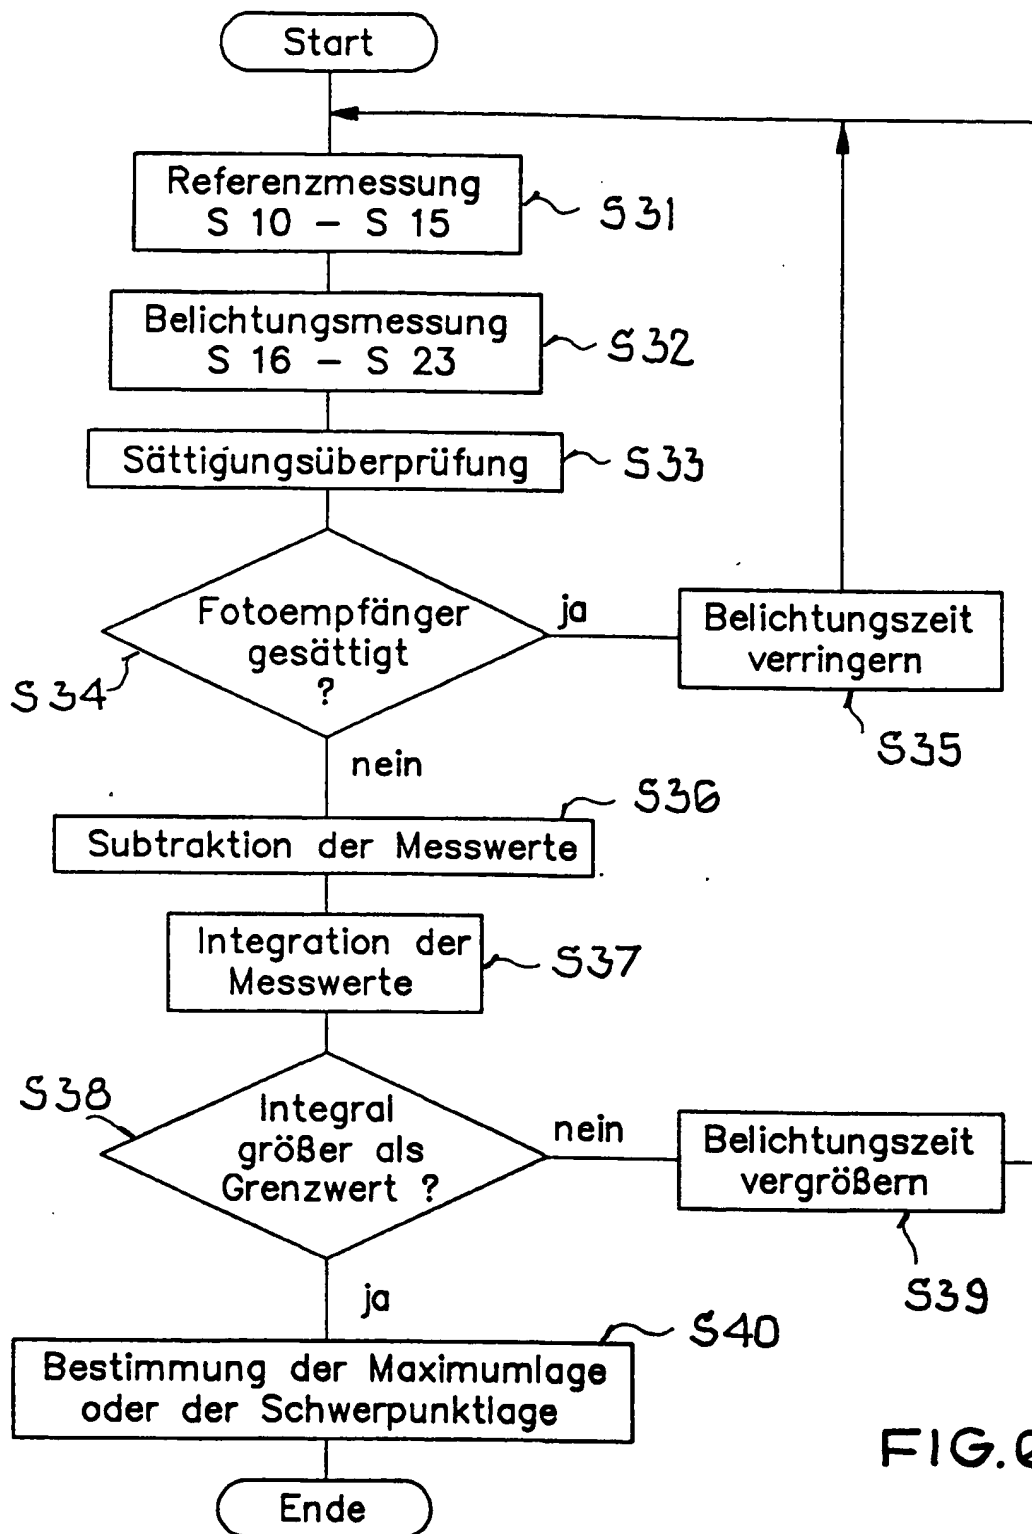 Start
Referenzmessung
S 10 – S 15
S31
Belichtungsmessung
S 16 – S 23
S32
Sättigungsüberprüfung
S33
Fotoempfänger
gesättigt
?
ja
S34
Belichtungszeit
verringern
S35
nein
S36
Subtraktion der Messwerte
Integration der
Messwerte
S37
S38
Integral
größer als
Grenzwert ?
nein
Belichtungszeit
vergrößern
S39
ja
S40
Bestimmung der Maximumlage
oder der Schwerpunktlage
Ende
FIG.